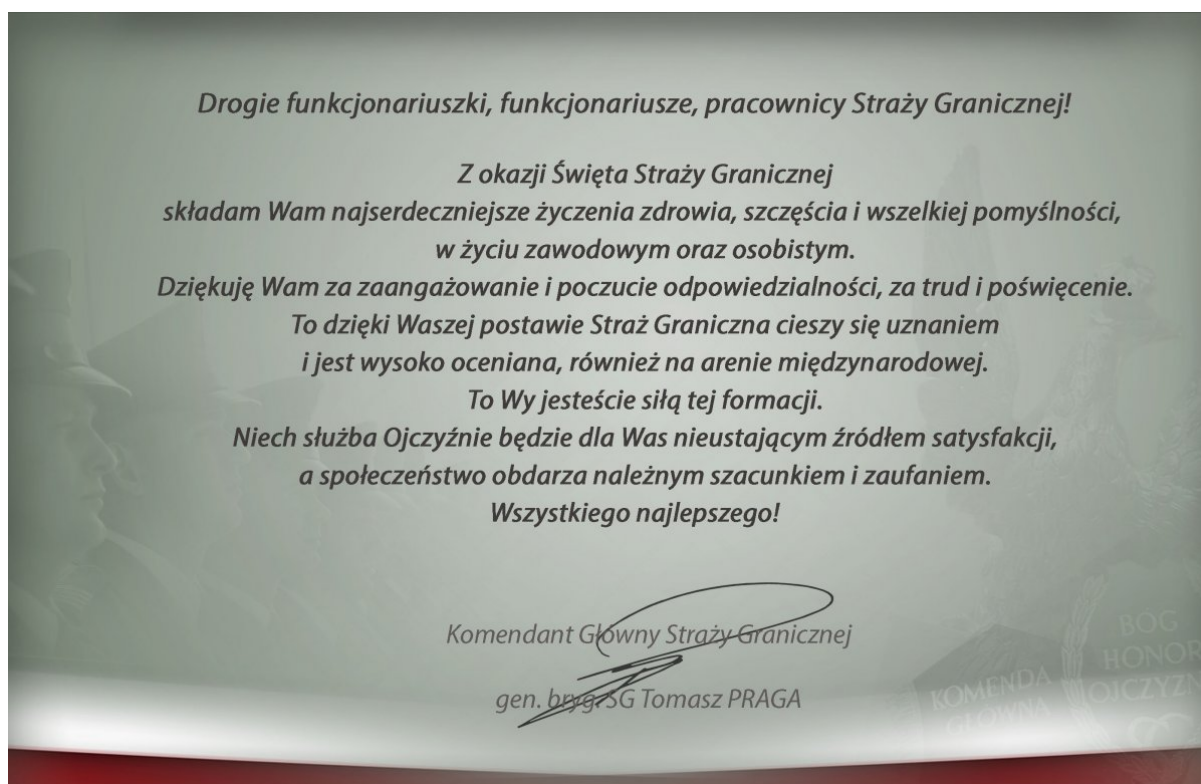 Drogie funkcjonariuszki, funkcjonariusze, pracownicy Straży Granicznej!
Z okazji Święta Straży Granicznej
składam Wam najserdeczniejsze życzenia zdrowia, szczęścia i wszelkiej pomyślności,
w życiu zawodowym oraz osobistym.
Dziękuję Wam za zaangażowanie i poczucie odpowiedzialności, za trud i poświęcenie.
To dzięki Waszej postawie Straż Graniczna cieszy się uznaniem
i jest wysoko oceniana, również na arenie międzynarodowej.
To Wy jesteście siłą tej formacji.
Niech służba Ojczyźnie będzie dla Was nieustającym źródłem satysfakcji,
a społeczeństwo obdarza należnym szacunkiem i zaufaniem.
Wszystkiego najlepszego!
Komendant Główny Straży Granicznej
gen. bryg. SG Tomasz PRAGA
KOMENDA
GŁÓWNA
BÓG
HONOR
OJCZYZN